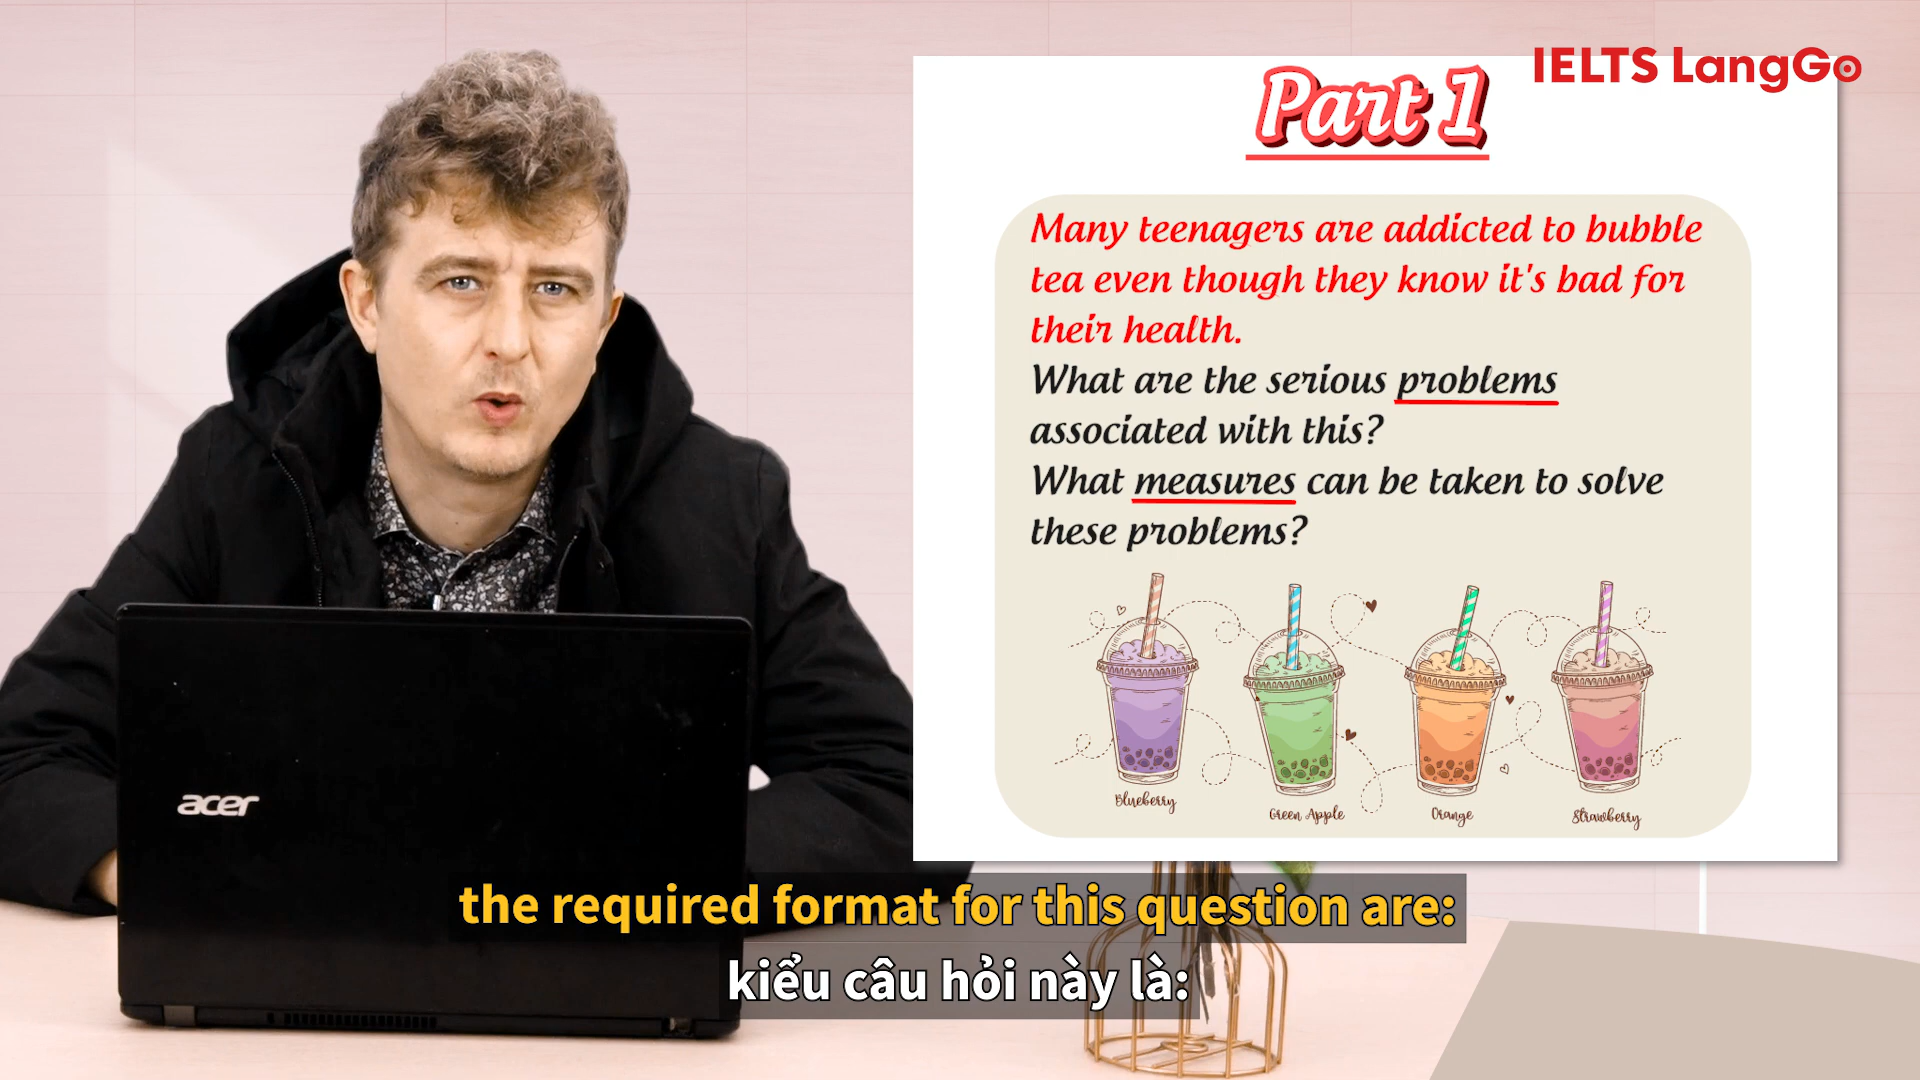 IELTS LangGo
Part 1
Many teenagers are addicted to bubble
tea even though they know it's bad for
their health.
What are the serious problems
associated with this?
What measures can be taken to solve
these problems?
Blueberry
Green Apple
Orange
Strawberry
acer
the required format for this question are:
kiểu câu hỏi này là: